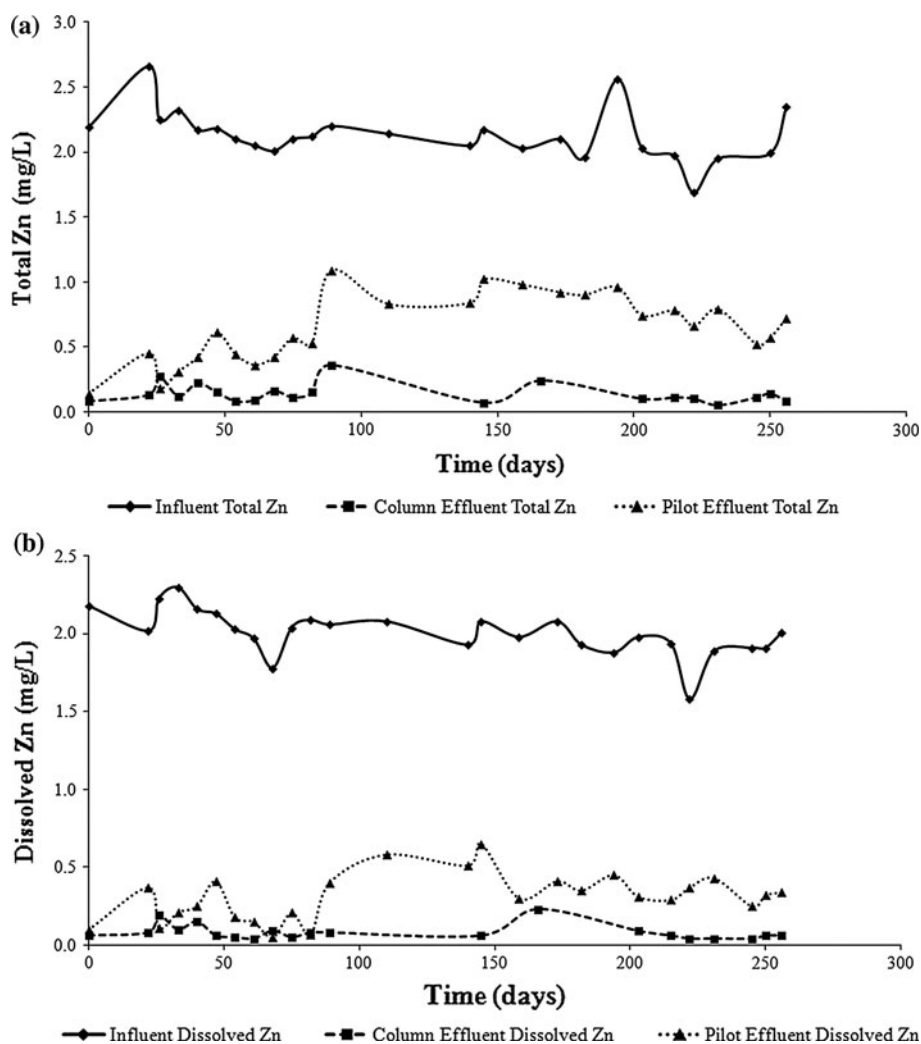 (a)
3.0
2.5
2.0
1.5
1.0
0.5
0.0
Total Zn (mg/L)
0 50 100 150 200 250 300
Time (days)
Influent Total Zn Column Effluent Total Zn Pilot Effluent Total Zn
(b)
2.5
2.0
1.5
1.0
0.5
0.0
Dissolved Zn (mg/L)
0 50 100 150 200 250 300
Time (days)
Influent Dissolved Zn Column Effluent Dissolved Zn Pilot Effluent Dissolved Zn